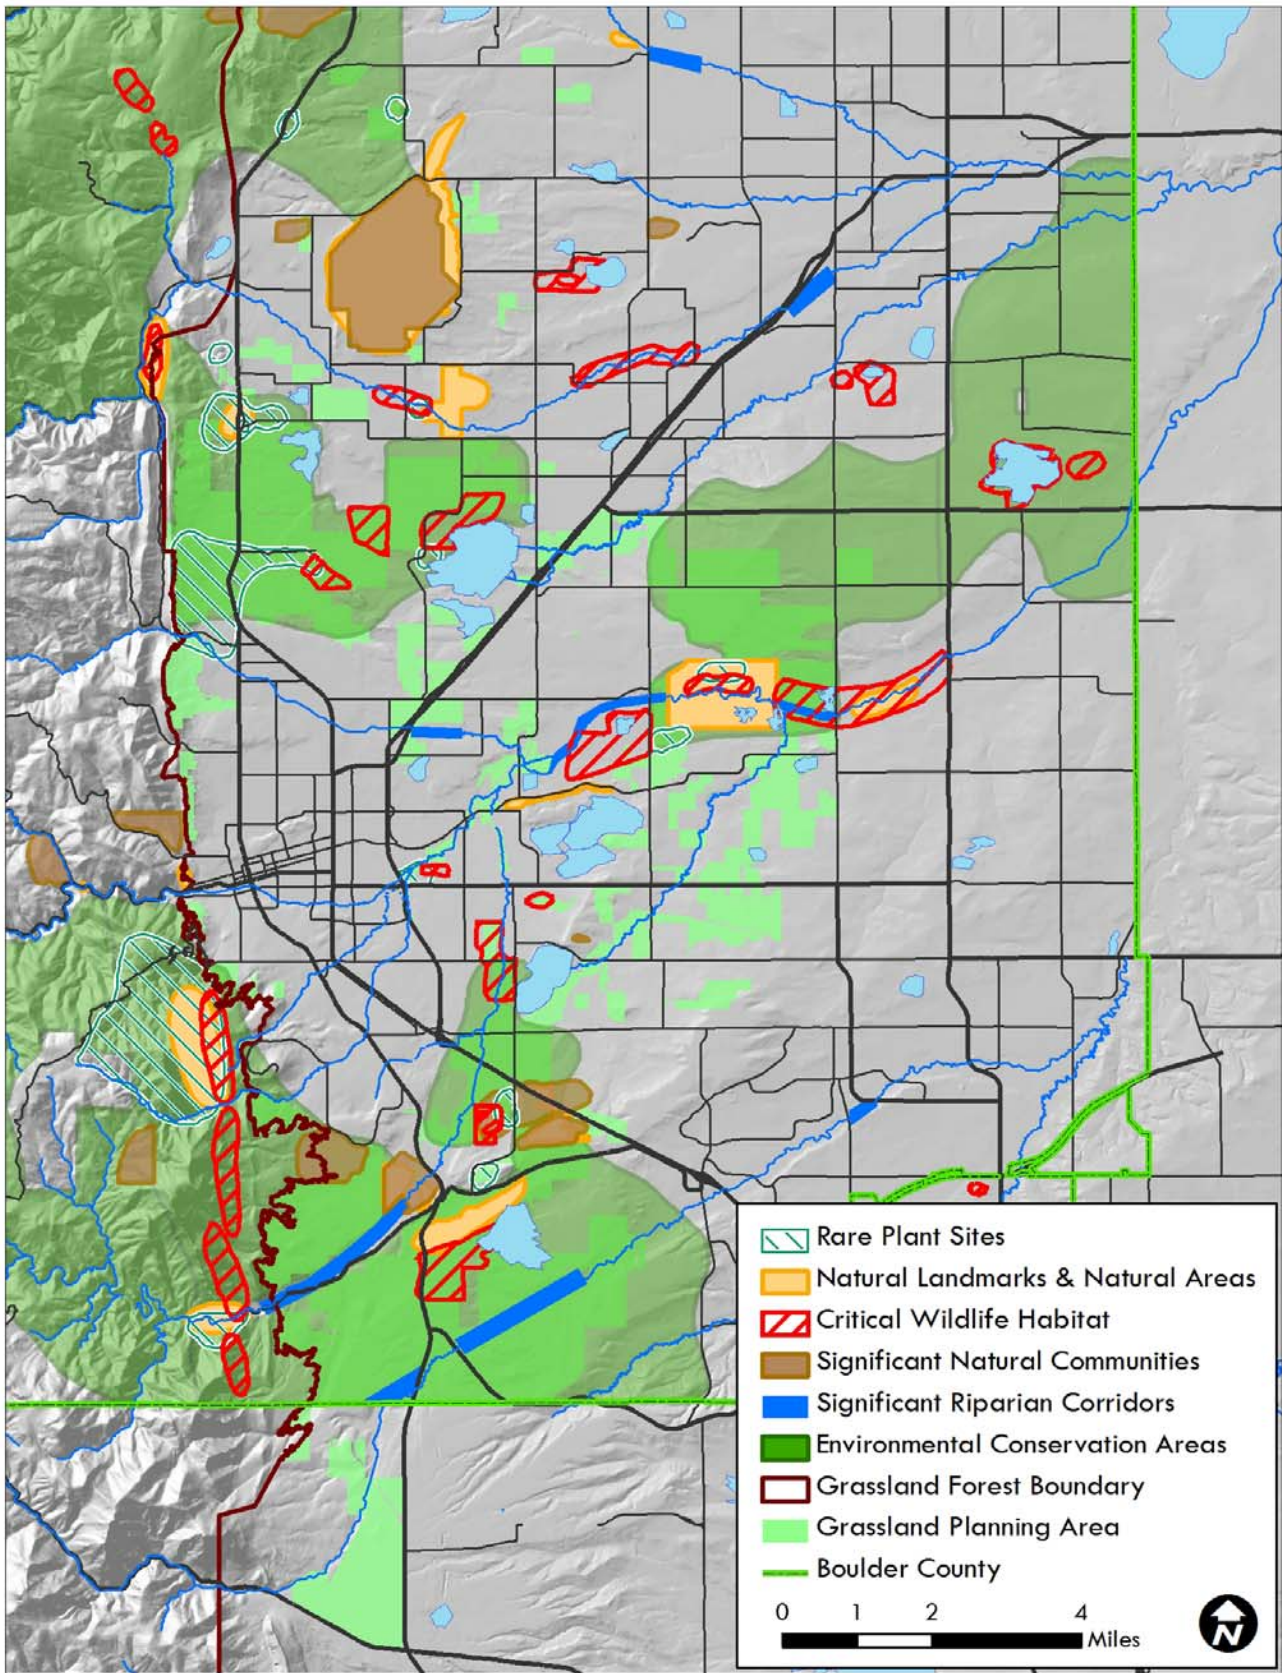 Rare Plant Sites
Natural Landmarks & Natural Areas
Critical Wildlife Habitat
Significant Natural Communities
Significant Riparian Corridors
Environmental Conservation Areas
Grassland Forest Boundary
Grassland Planning Area
Boulder County
0 1 2 4
Miles
N